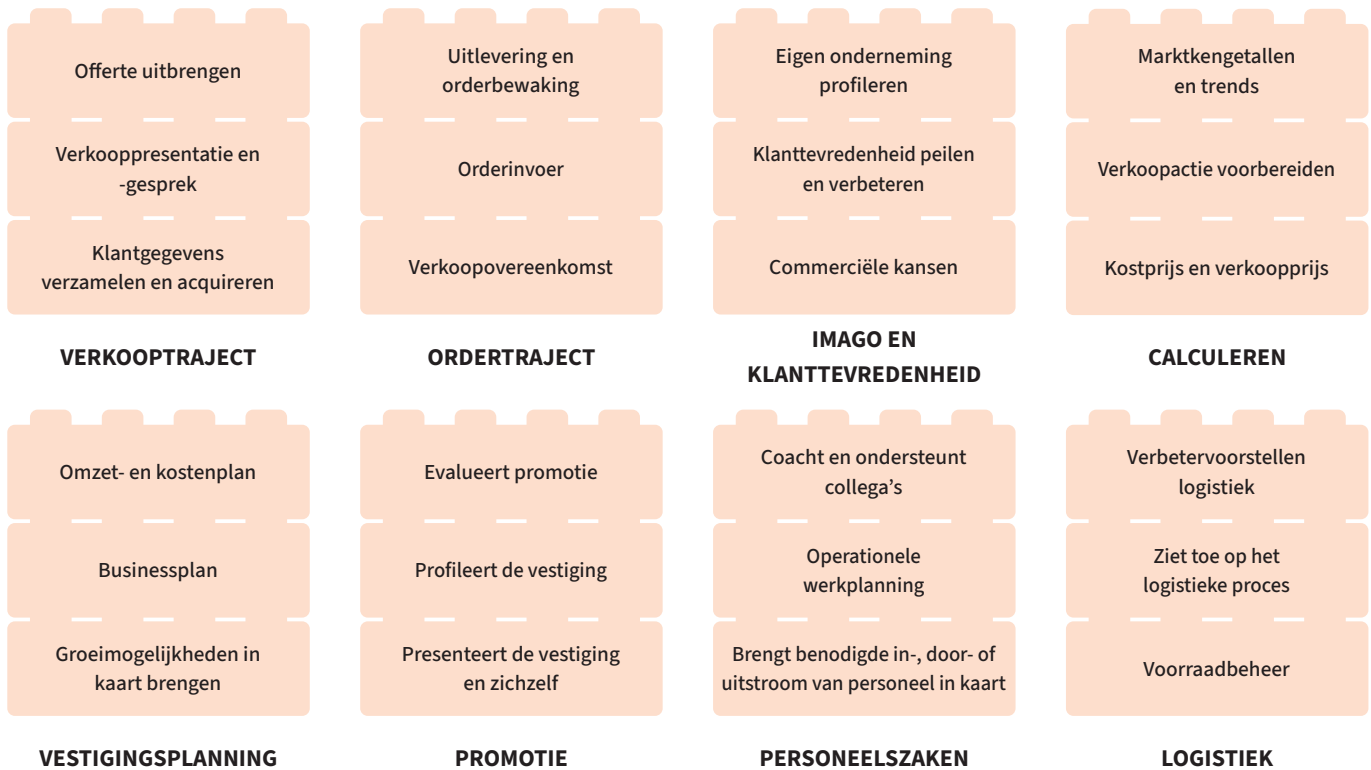 Offerte uitbrengen
Verkooppresentatie en
-gesprek
Klantgegevens
verzamelen en acquireren
VERKOOPTRAJECT
Uitlevering en
orderbewaking
Orderinvoer
Verkoopovereenkomst
ORDERTRAJECT
Eigen onderneming
profileren
Klanttevredenheid peilen
en verbeteren
Commerciële kansen
IMAGO EN
KLANTTEVREDENHEID
Marktkengetallen
en trends
Verkoopactie voorbereiden
Kostprijs en verkoopprijs
CALCULEREN
Omzet- en kostenplan
Businessplan
Groeimogelijkheden in
kaart brengen
VESTIGINGSPLANNING
Evalueert promotie
Profileert de vestiging
Presenteert de vestiging
en zichzelf
PROMOTIE
Coacht en ondersteunt
collega’s
Operationele
werkplanning
Brengt benodigde in-, door- of
uitstroom van personeel in kaart
PERSONEELSZAKEN
Verbetervoorstellen
logistiek
Ziet toe op het
logistieke proces
Voorraadbeheer
LOGISTIEK